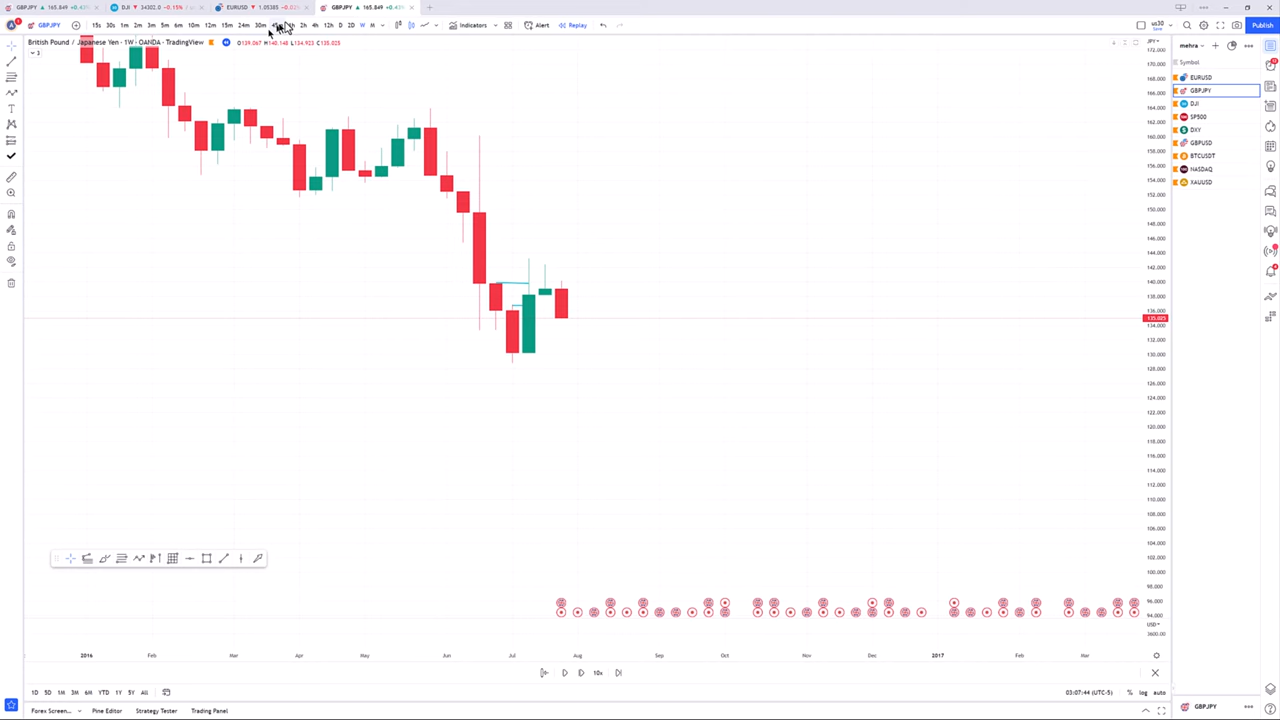 GBPJPY ▲ 165.849 +0.43%
DJI ▼ 34302.0 −0.15% / us
EURUSD ▼ 1.05385
GBPJPY ▲ 165.849 +0.43%
GBPJPY 15s 30s 1m 2m 3m 5m 6m 10m 12m 15m 24m 30m 2h 4h 12h D 2D W M Indicators Alert Replay us30 Publish
British Pound / Japanese Yen · 1W · OANDA · TradingView O139.067 H140.148 L134.923 C135.025
3
JPY
172.000
170.000
168.000
166.000
164.000
162.000
160.000
158.000
156.000
154.000
152.000
150.000
148.000
146.000
144.000
142.000
140.000
138.000
136.000
135.025
134.000
132.000
130.000
128.000
126.000
124.000
122.000
120.000
118.000
116.000
114.000
112.000
110.000
108.000
106.000
104.000
102.000
100.000
98.000
96.000
94.000
USD
3600.00
mehra
Symbol
EURUSD
GBPJPY
DJI
SP500
DXY
GBPUSD
BTCUSDT
NASDAQ
XAUUSD
2016 Feb Mar Apr May Jun Jul Aug Sep Oct Nov Dec 2017 Feb Mar
10x
1D 5D 1M 3M 6M YTD 1Y 5Y All
03:07:44 (UTC-5) % log auto
Forex Screen... Pine Editor Strategy Tester Trading Panel
GBPJPY